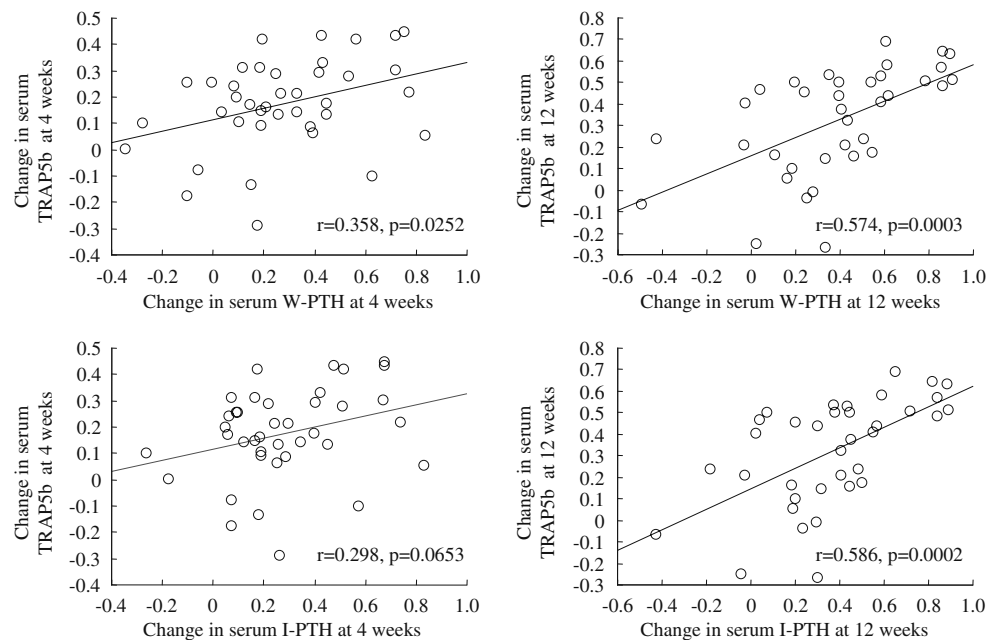 Change in serum
TRAP5b at 4 weeks
0.5
0.4
0.3
0.2
0.1
0
-0.1
-0.2
-0.3
-0.4
r=0.358, p=0.0252
-0.4 -0.2 0 0.2 0.4 0.6 0.8 1.0
Change in serum W-PTH at 4 weeks
Change in serum
TRAP5b at 12 weeks
0.8
0.7
0.6
0.5
0.4
0.3
0.2
0.1
0
-0.1
0.2
0.3
r=0.574, p=0.0003
-0.6 -0.4 -0.2 0 0.2 0.4 0.6 0.8 1.0
Change in serum W-PTH at 12 weeks
Change in serum
TRAP5b at 4 weeks
0.5
0.4
0.3
0.2
0.1
0
-0.1
-0.2
-0.3
-0.4
r=0.298, p=0.0653
-0.4 -0.2 0 0.2 0.4 0.6 0.8 1.0
Change in serum I-PTH at 4 weeks
Change in serum
TRAP5b at 12 weeks
0.8
0.7
0.6
0.5
0.4
0.3
0.2
0.1
0
-0.1
-0.2
-0.3
r=0.586, p=0.0002
-0.6 -0.4 -0.2 0 0.2 0.4 0.6 0.8 1.0
Change in serum I-PTH at 12 weeks